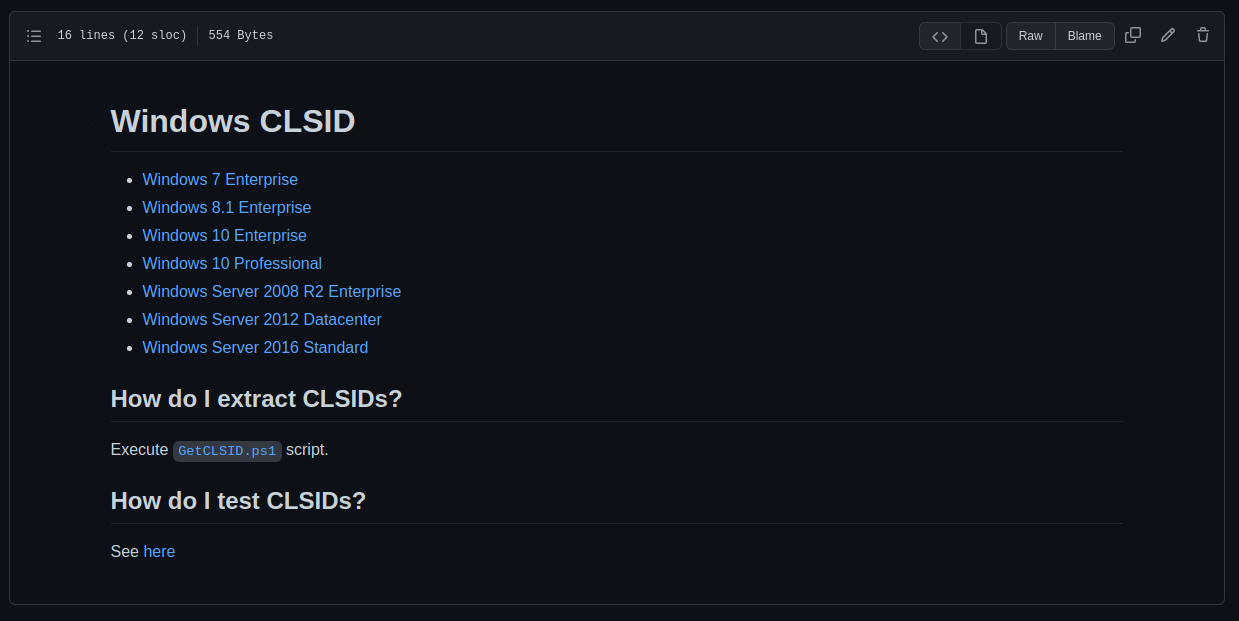 16 lines (12 sloc) 554 Bytes
Raw Blame
Windows CLSID
Windows 7 Enterprise
Windows 8.1 Enterprise
Windows 10 Enterprise
Windows 10 Professional
Windows Server 2008 R2 Enterprise
Windows Server 2012 Datacenter
Windows Server 2016 Standard
How do I extract CLSIDs?
Execute GetCLSID.ps1 script.
How do I test CLSIDs?
See here